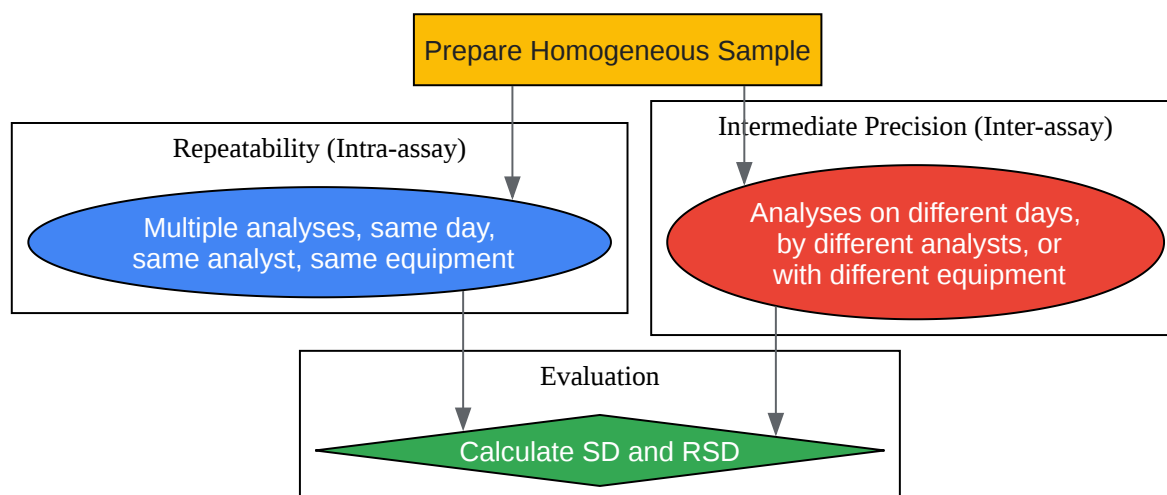 Prepare Homogeneous Sample
Repeatability (Intra-assay)
Multiple analyses, same day,
same analyst, same equipment
Intermediate Precision (Inter-assay)
Analyses on different days,
by different analysts, or
with different equipment
Evaluation
Calculate SD and RSD